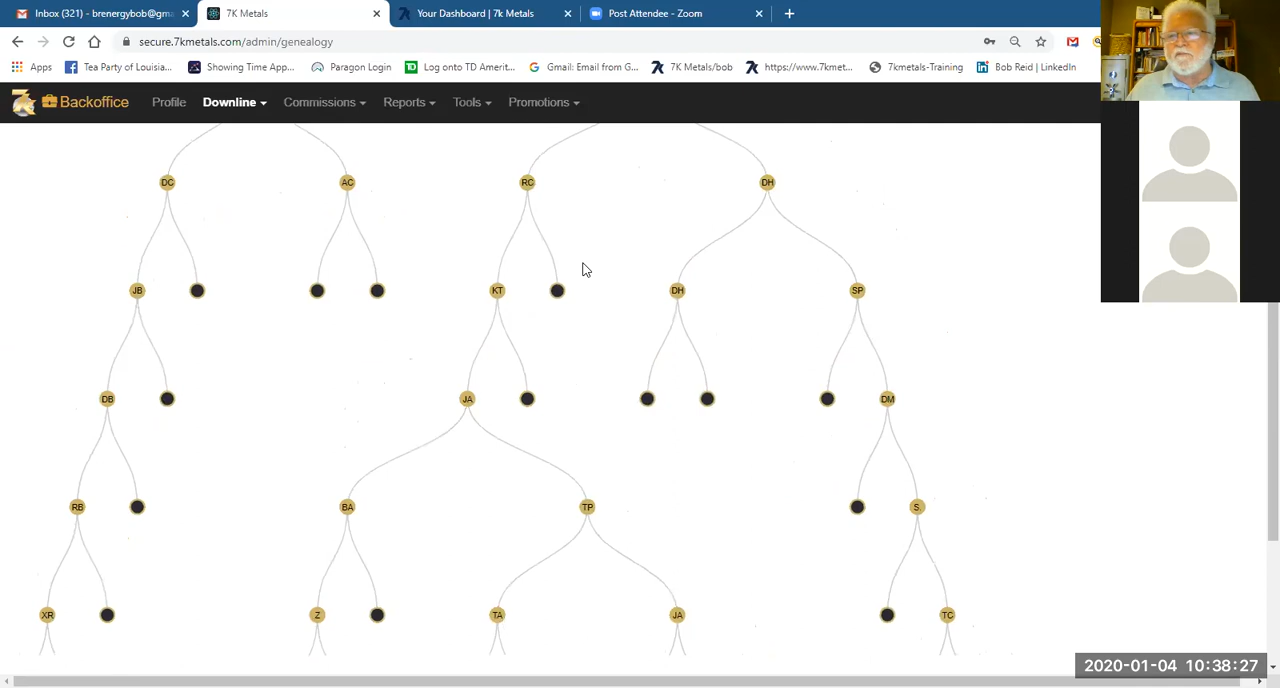 Inbox (321) - brenergybob@gma
7K Metals
Your Dashboard | 7k Metals
Post Attendee - Zoom
secure.7kmetals.com/admin/genealogy
Apps
Tea Party of Louisia...
Showing Time App...
Paragon Login
Log onto TD Amerit...
Gmail: Email from G...
7K Metals/bob
https://www.7kmet...
7kmetals-Training
Bob Reid | LinkedIn
Backoffice
Profile
Downline
Commissions
Reports
Tools
Promotions
DC AC RC DH
JB KT DH SP
DB JA DM
RB BA TP S.
XR Z TA JA TC
2020-01-04 10:38:27